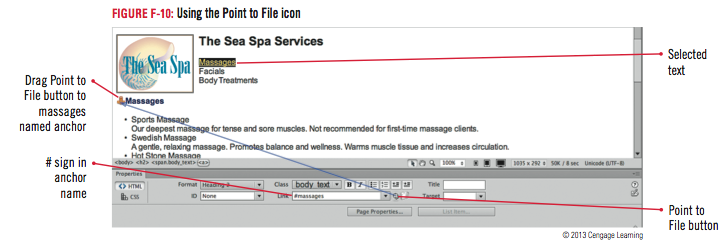 FIGURE F-10: Using the Point to File icon
The Sea Spa Services
The Sea Spa
Massages
Facials
Body Treatments
Selected
text
Drag Point to
File button to
massages
named anchor
Massages
• Sports Massage
Our deepest massage for tense and sore muscles. Not recommended for first-time massage clients.
• Swedish Massage
A gentle, relaxing massage. Promotes balance and wellness. Warms muscle tissue and increases circulation.
• Hot Stone Massage
<body> <h2> <span.body_text> <a> 100% 1035 x 292 50K / 8 sec Unicode (UTF-8)
# sign in
anchor
name
Properties
<> HTML Format Heading 2 Class body_text B I Title
CSS ID None Link #massages Target
Page Properties... List Item...
Point to
File button
© 2013 Cengage Learning